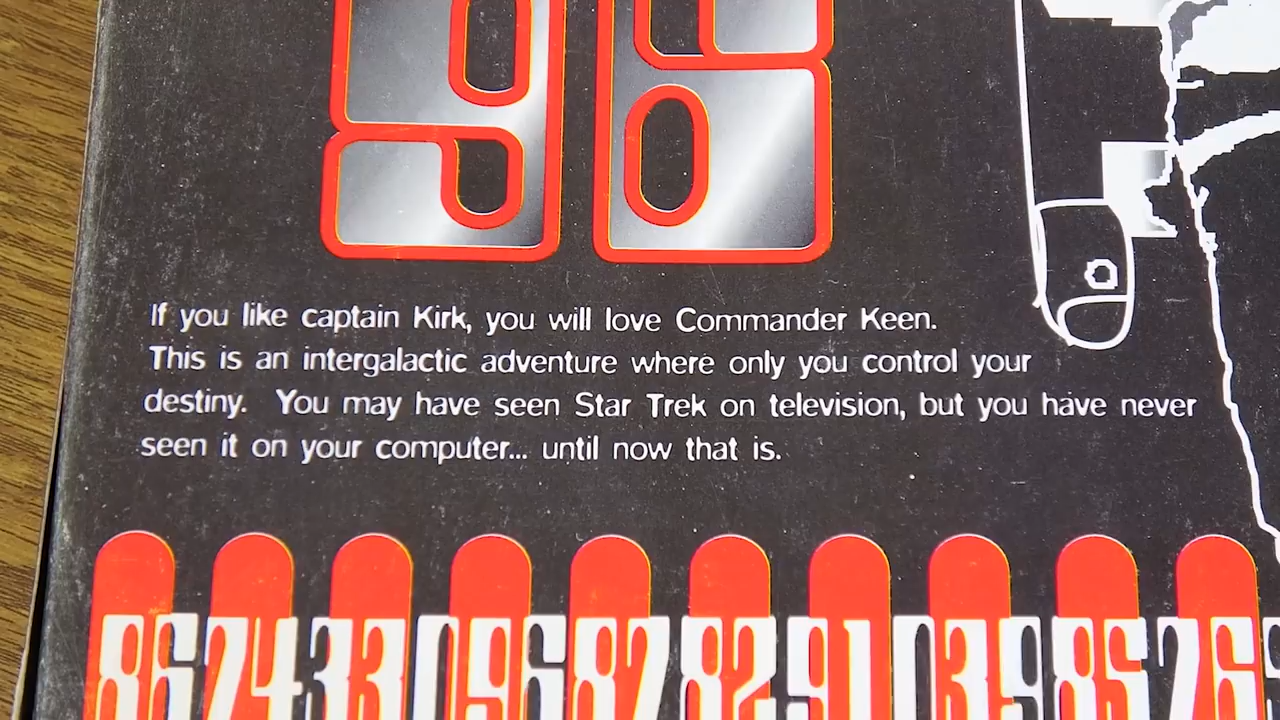 96
If you like captain Kirk, you will love Commander Keen.
This is an intergalactic adventure where only you control your
destiny. You may have seen Star Trek on television, but you have never
seen it on your computer... until now that is.